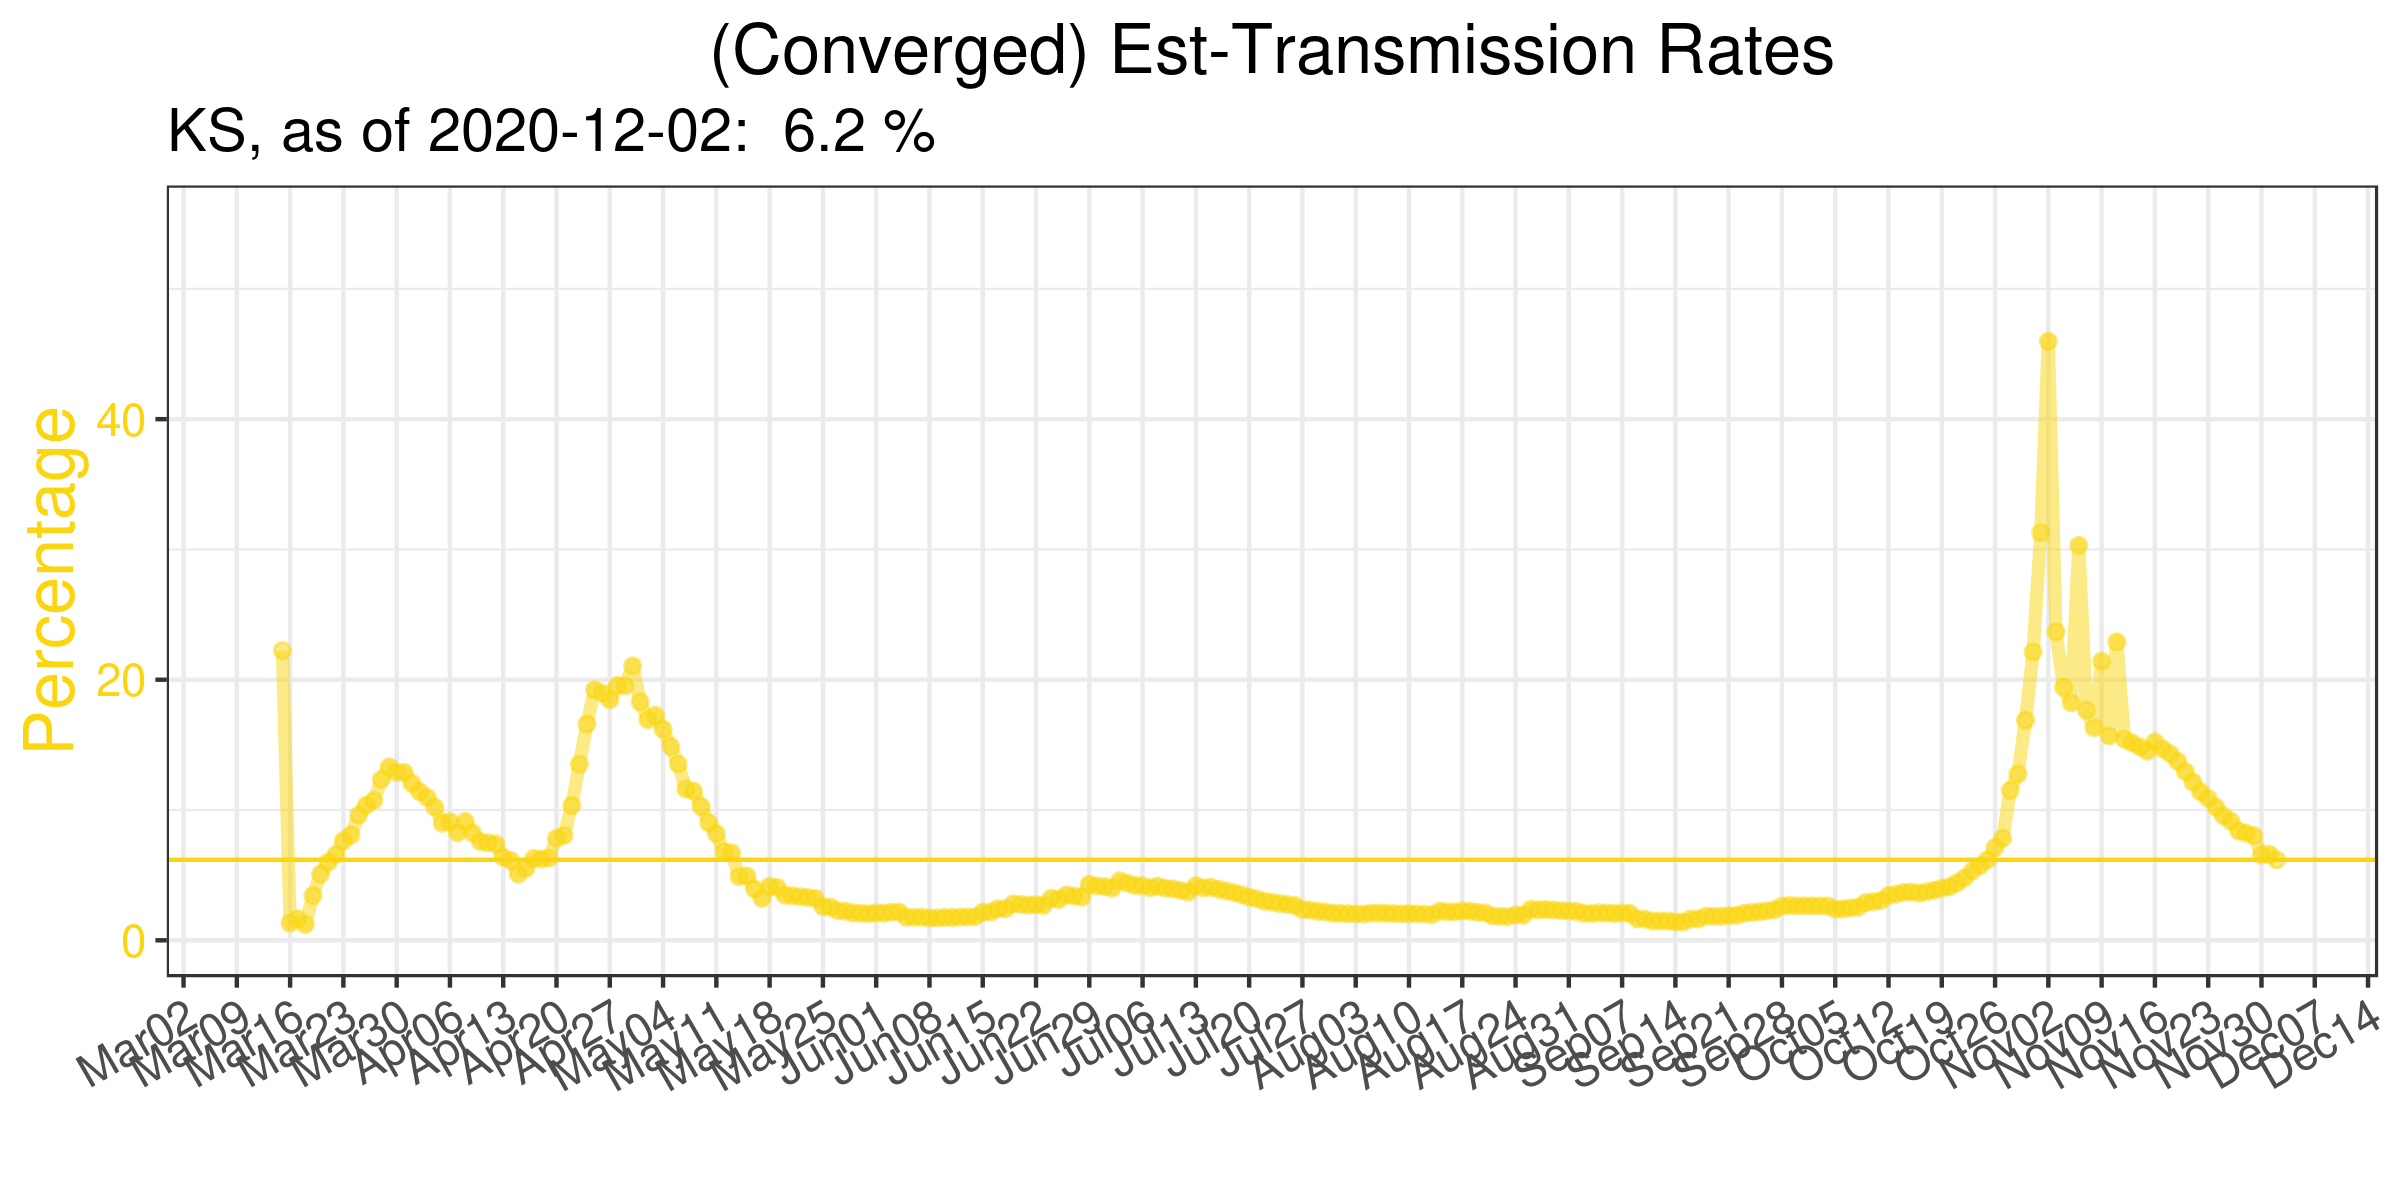 (Converged) Est-Transmission Rates
KS, as of 2020-12-02:  6.2 %
Percentage
40
20
0
Mar02
Mar09
Mar16
Mar23
Mar30
Apr06
Apr13
Apr20
Apr27
May04
May11
May18
May25
Jun01
Jun08
Jun15
Jun22
Jun29
Jul06
Jul13
Jul20
Jul27
Aug03
Aug10
Aug17
Aug24
Aug31
Sep07
Sep14
Sep21
Sep28
Oct05
Oct12
Oct19
Oct26
Nov02
Nov09
Nov16
Nov23
Nov30
Dec07
Dec14